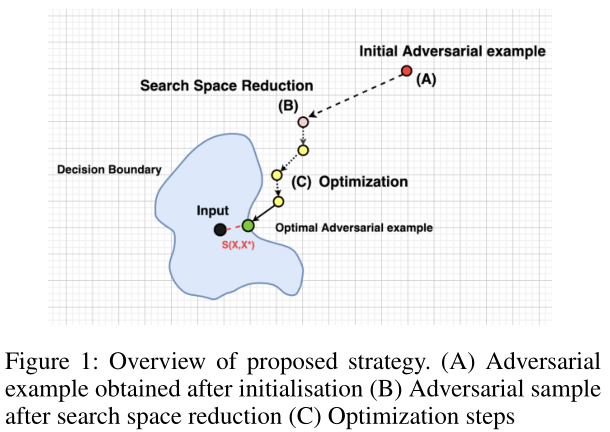 Initial Adversarial example
(A)
Search Space Reduction
(B)
Decision Boundary
(C) Optimization
Input
Optimal Adversarial example
S(X,X*)
Figure 1: Overview of proposed strategy. (A) Adversarial
example obtained after initialisation (B) Adversarial sample
after search space reduction (C) Optimization steps